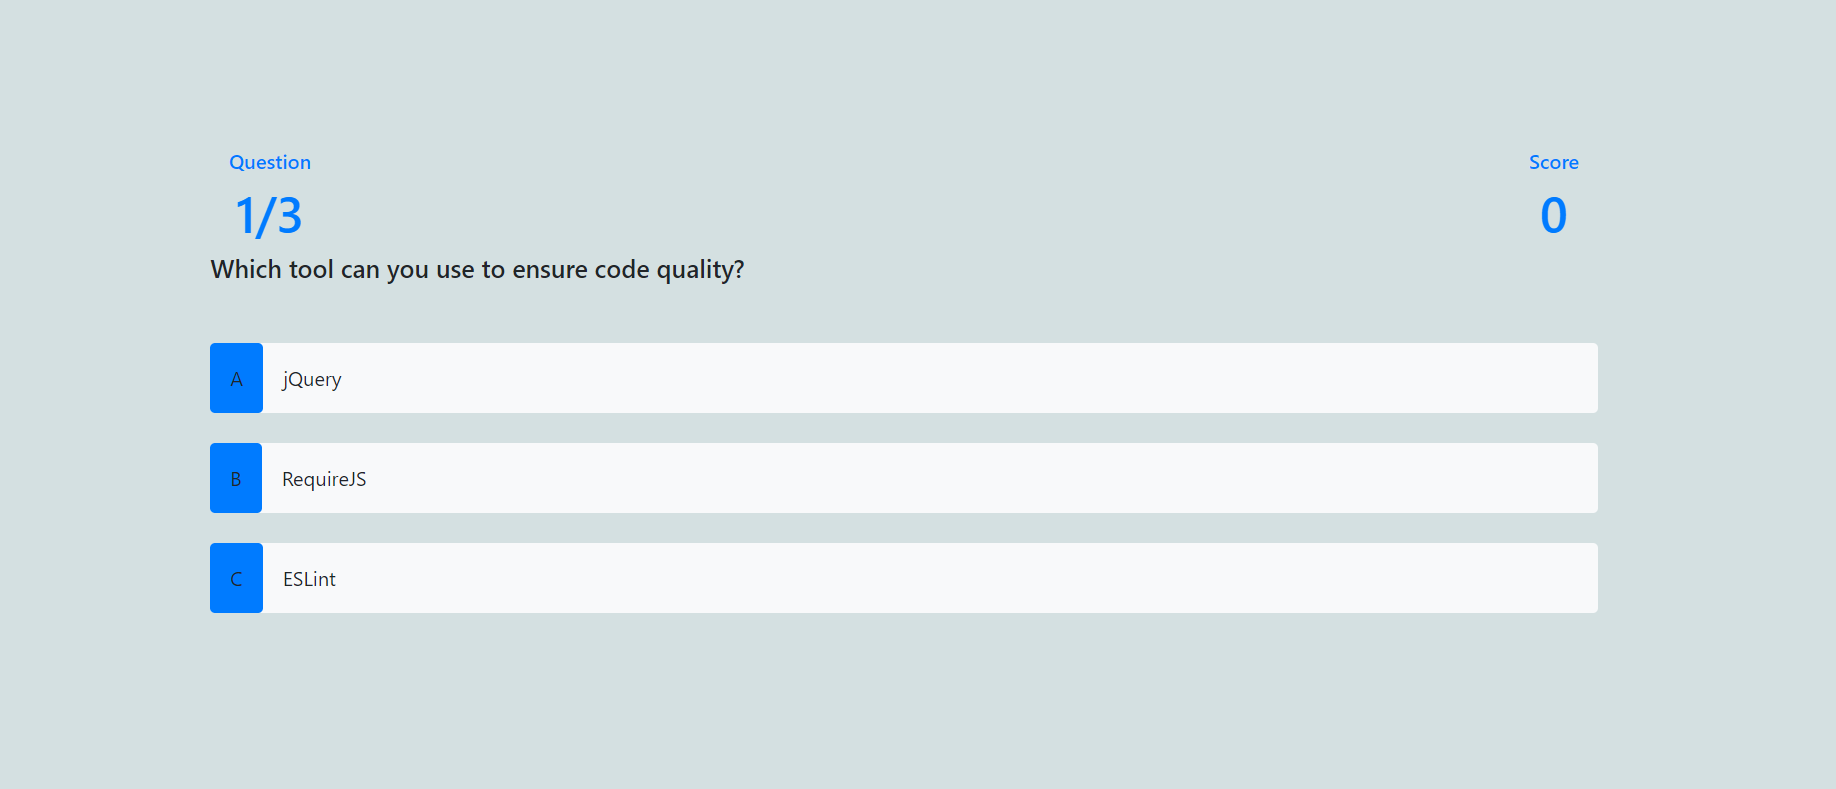 Question
Score
1/3
0
Which tool can you use to ensure code quality?
A jQuery
B RequireJS
C ESLint